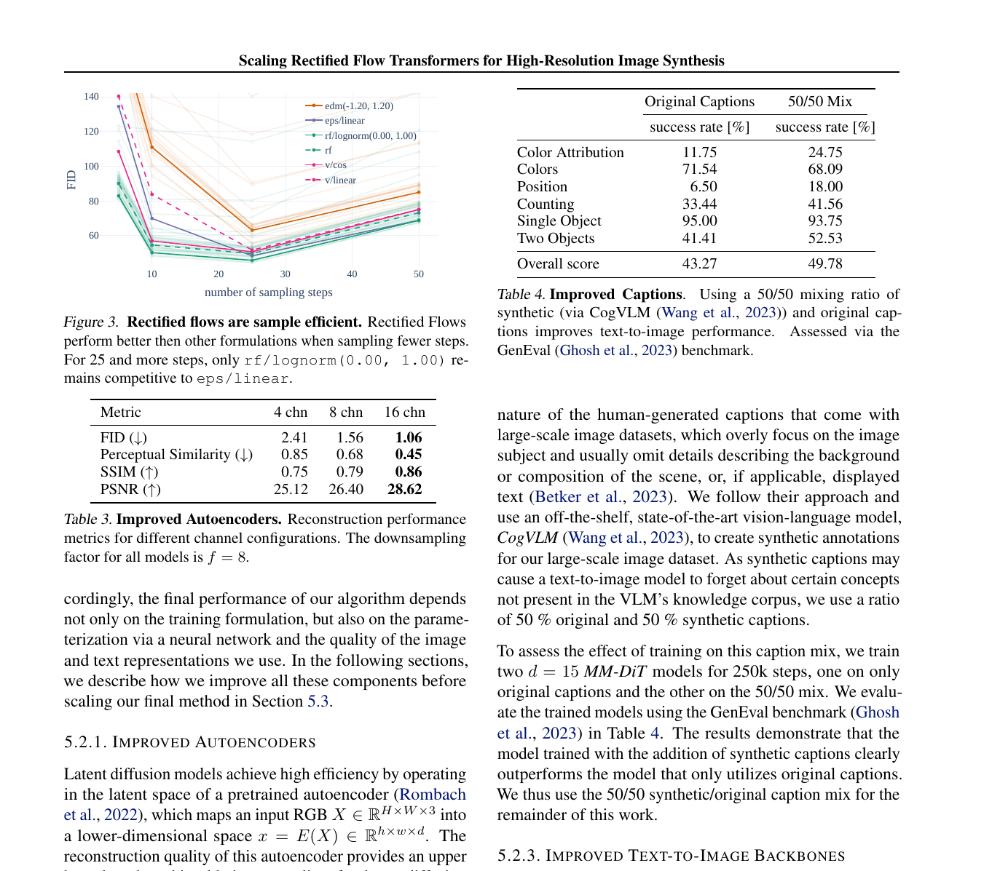 Scaling Rectified Flow Transformers for High-Resolution Image Synthesis
140
120
100
80
60
FID
10 20 30 40 50
number of sampling steps
edm(-1.20, 1.20)
eps/linear
rf/lognorm(0.00, 1.00)
rf
v/cos
v/linear
Figure 3. Rectified flows are sample efficient. Rectified Flows
perform better then other formulations when sampling fewer steps.
For 25 and more steps, only rf/lognorm(0.00, 1.00) re-
mains competitive to eps/linear.
Metric 4 chn 8 chn 16 chn
FID (↓) 2.41 1.56 1.06
Perceptual Similarity (↓) 0.85 0.68 0.45
SSIM (↑) 0.75 0.79 0.86
PSNR (↑) 25.12 26.40 28.62
Table 3. Improved Autoencoders. Reconstruction performance
metrics for different channel configurations. The downsampling
factor for all models is f = 8.
cordingly, the final performance of our algorithm depends
not only on the training formulation, but also on the parame-
terization via a neural network and the quality of the image
and text representations we use. In the following sections,
we describe how we improve all these components before
scaling our final method in Section 5.3.
5.2.1. IMPROVED AUTOENCODERS
Latent diffusion models achieve high efficiency by operating
in the latent space of a pretrained autoencoder (Rombach
et al., 2022), which maps an input RGB X ∈ ℝ^{H×W×3} into
a lower-dimensional space x = E(X) ∈ ℝ^{h×w×d}. The
reconstruction quality of this autoencoder provides an upper
Original Captions 50/50 Mix
success rate [%] success rate [%]
Color Attribution 11.75 24.75
Colors 71.54 68.09
Position 6.50 18.00
Counting 33.44 41.56
Single Object 95.00 93.75
Two Objects 41.41 52.53
Overall score 43.27 49.78
Table 4. Improved Captions. Using a 50/50 mixing ratio of
synthetic (via CogVLM (Wang et al., 2023)) and original cap-
tions improves text-to-image performance. Assessed via the
GenEval (Ghosh et al., 2023) benchmark.
nature of the human-generated captions that come with
large-scale image datasets, which overly focus on the image
subject and usually omit details describing the background
or composition of the scene, or, if applicable, displayed
text (Betker et al., 2023). We follow their approach and
use an off-the-shelf, state-of-the-art vision-language model,
CogVLM (Wang et al., 2023), to create synthetic annotations
for our large-scale image dataset. As synthetic captions may
cause a text-to-image model to forget about certain concepts
not present in the VLM's knowledge corpus, we use a ratio
of 50 % original and 50 % synthetic captions.
To assess the effect of training on this caption mix, we train
two d = 15 MM-DiT models for 250k steps, one on only
original captions and the other on the 50/50 mix. We evalu-
ate the trained models using the GenEval benchmark (Ghosh
et al., 2023) in Table 4. The results demonstrate that the
model trained with the addition of synthetic captions clearly
outperforms the model that only utilizes original captions.
We thus use the 50/50 synthetic/original caption mix for the
remainder of this work.
5.2.3. IMPROVED TEXT-TO-IMAGE BACKBONES